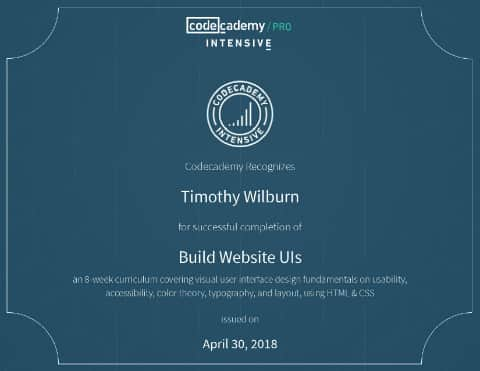 codecademy/PRO
INTENSIVE
CODECADEMY
INTENSIVE
Codecademy Recognizes
Timothy Wilburn
for successful completion of
Build Website UIs
an 8-week curriculum covering visual user interface design fundamentals on usability,
accessibility, color theory, typography, and layout, using HTML & CSS
issued on
April 30, 2018